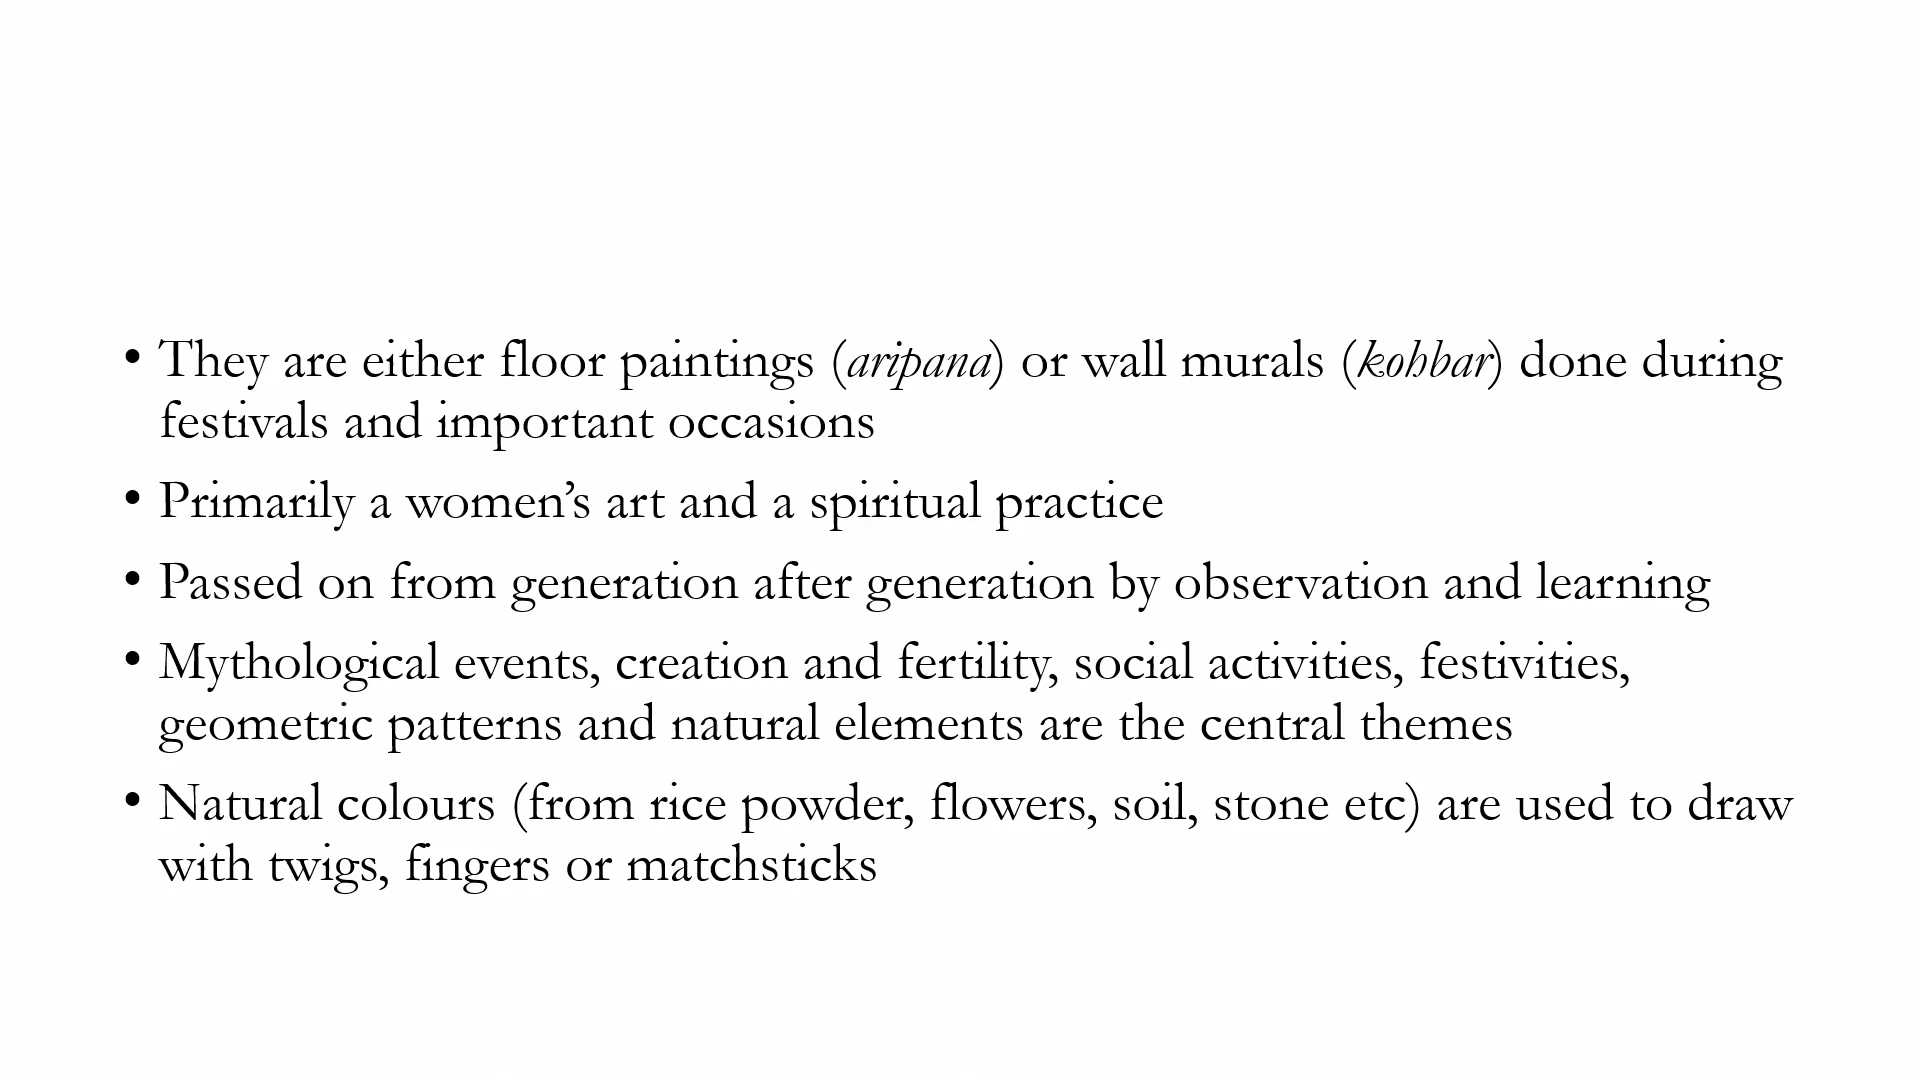 • They are either floor paintings (aripana) or wall murals (kohbar) done during
festivals and important occasions
• Primarily a women’s art and a spiritual practice
• Passed on from generation after generation by observation and learning
• Mythological events, creation and fertility, social activities, festivities,
geometric patterns and natural elements are the central themes
• Natural colours (from rice powder, flowers, soil, stone etc) are used to draw
with twigs, fingers or matchsticks